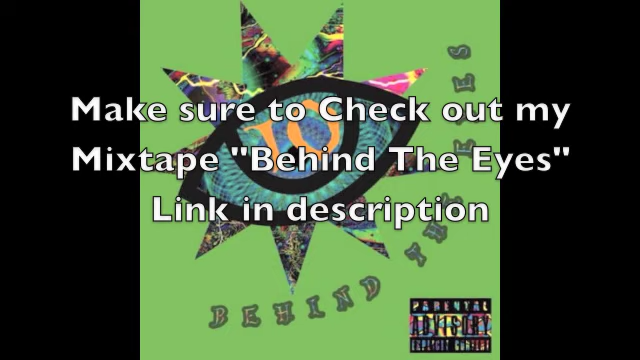 Make sure to Check out my
Mixtape "Behind The Eyes"
Link in description
BEHIND THE EYES
PARENTAL
ADVISORY
EXPLICIT CONTENT